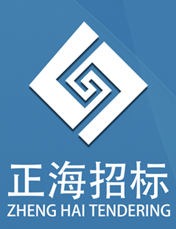 正海招标
ZHENG HAI TENDERING